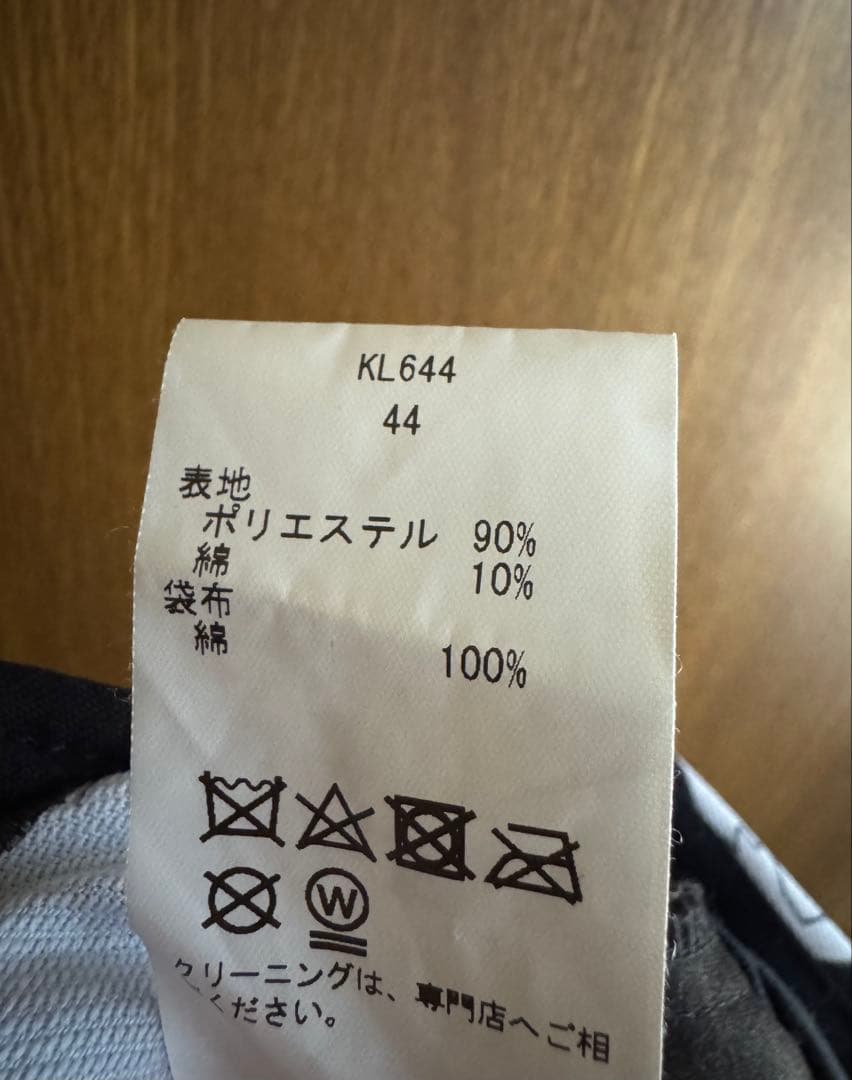 KL644
44
表地
ポリエステル 90%
綿 10%
袋布
綿 100%
W
クリーニングは、専門店へご相
ください。